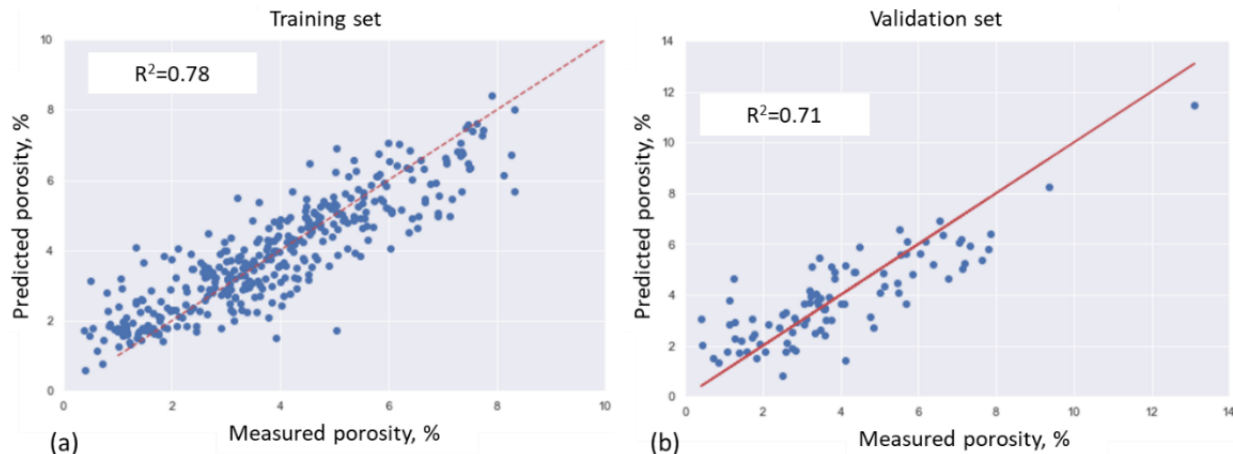 Training set
R²=0.78
Predicted porosity, %
10
8
6
4
2
0
0 2 4 6 8 10
(a)
Measured porosity, %
Validation set
R²=0.71
Predicted porosity, %
14
12
10
8
6
4
2
0
0 2 4 6 8 10 12 14
(b)
Measured porosity, %